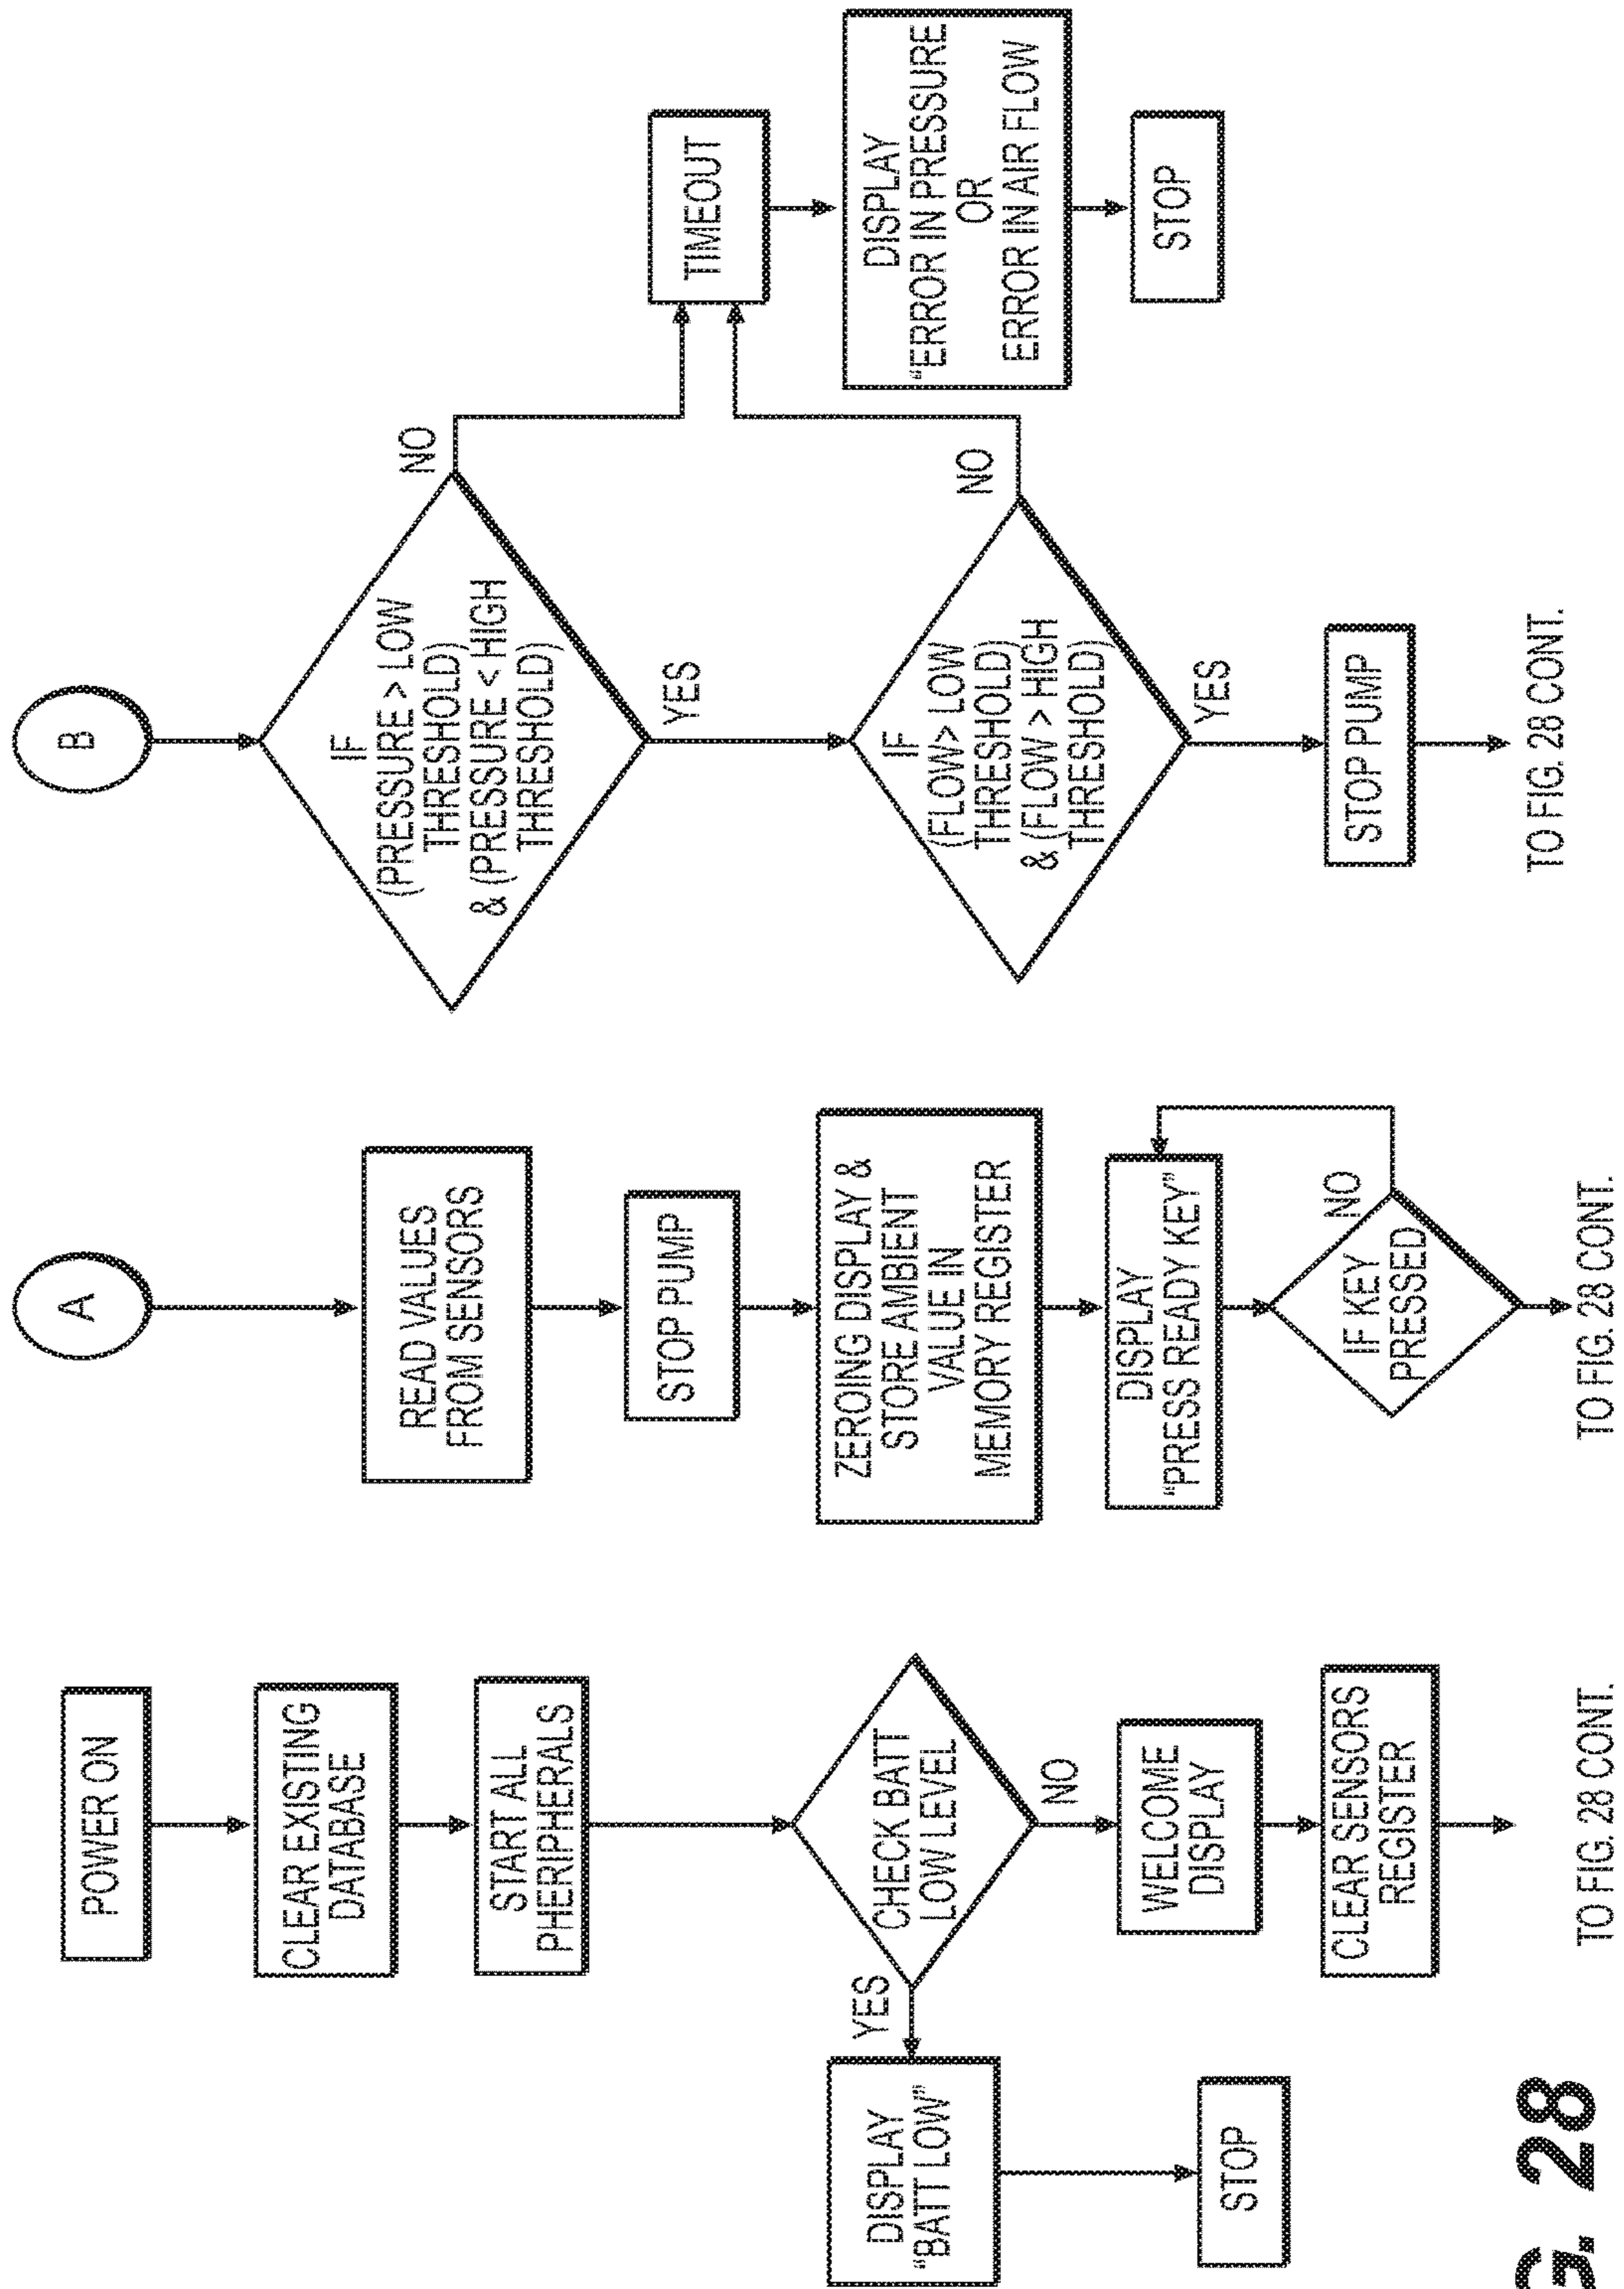 POWER ON
CLEAR EXISTING
DATABASE
START ALL
PHERIPHERALS
CHECK BATT
LOW LEVEL
YES
DISPLAY
"BATT LOW"
STOP
NO
WELCOME
DISPLAY
CLEAR SENSORS
REGISTER
TO FIG. 28 CONT.
A
READ VALUES
FROM SENSORS
STOP PUMP
ZEROING DISPLAY &
STORE AMBIENT
VALUE IN
MEMORY REGISTER
DISPLAY
"PRESS READY KEY"
IF KEY
PRESSED
NO
TO FIG. 28 CONT.
B
IF
(PRESSURE > LOW
THRESHOLD)
& (PRESSURE < HIGH
THRESHOLD)
NO
YES
IF
(FLOW> LOW
THRESHOLD)
& (FLOW > HIGH
THRESHOLD)
NO
YES
STOP PUMP
TO FIG. 28 CONT.
TIMEOUT
DISPLAY
"ERROR IN PRESSURE
OR
ERROR IN AIR FLOW
STOP
G. 28